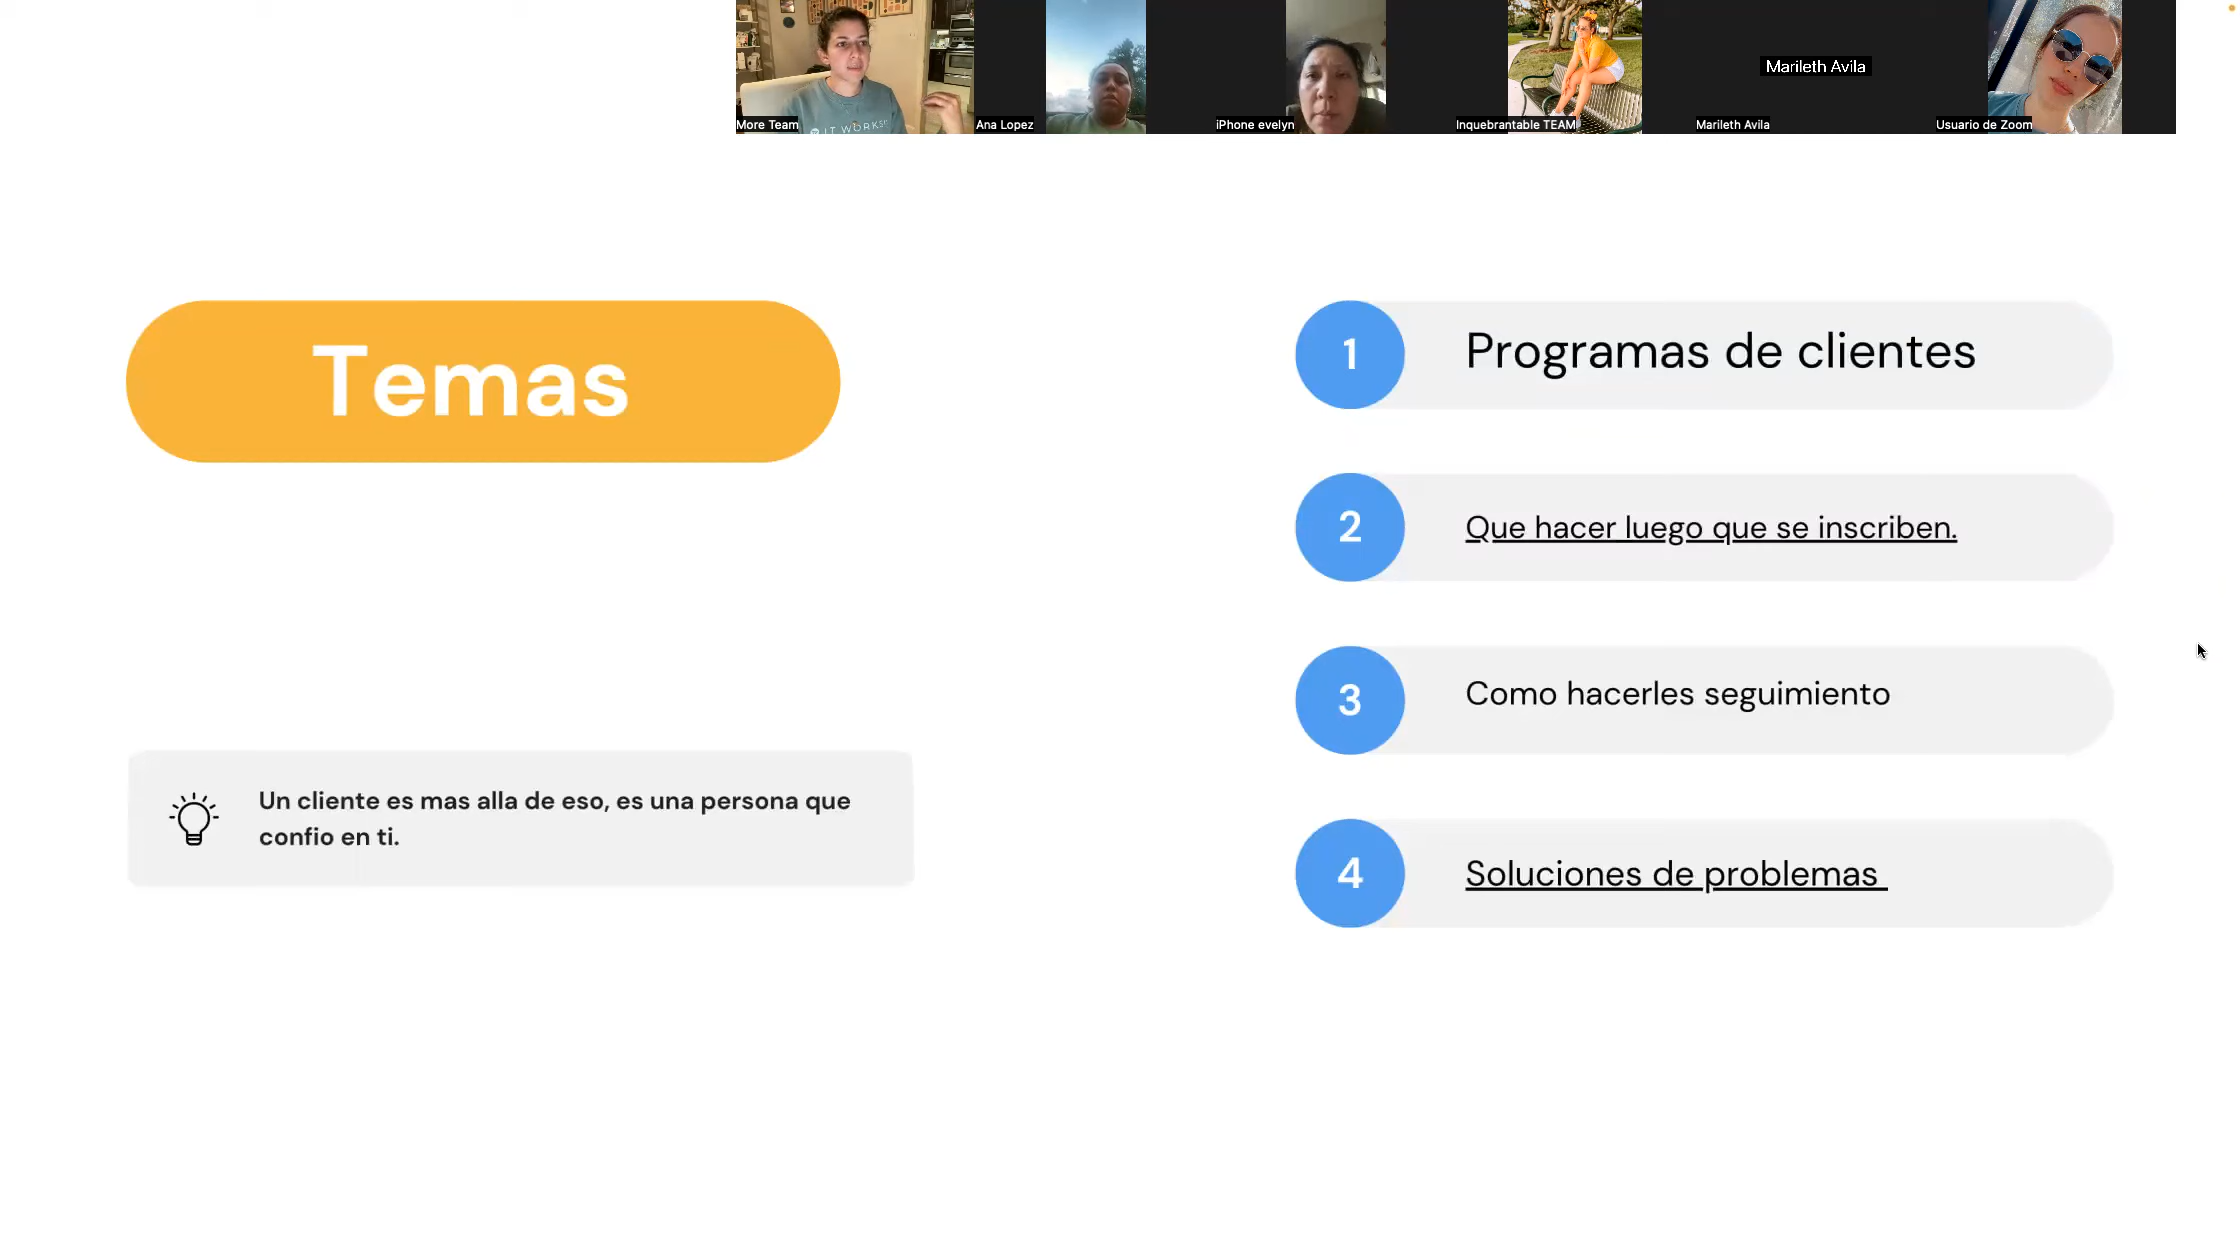 Marileth Avila
IT WORKS!
More Team
Ana Lopez
iPhone evelyn
Inquebrantable TEAM
Marileth Avila
Usuario de Zoom
Temas
Un cliente es mas alla de eso, es una persona que
confio en ti.
1
Programas de clientes
2
Que hacer luego que se inscriben.
3
Como hacerles seguimiento
4
Soluciones de problemas